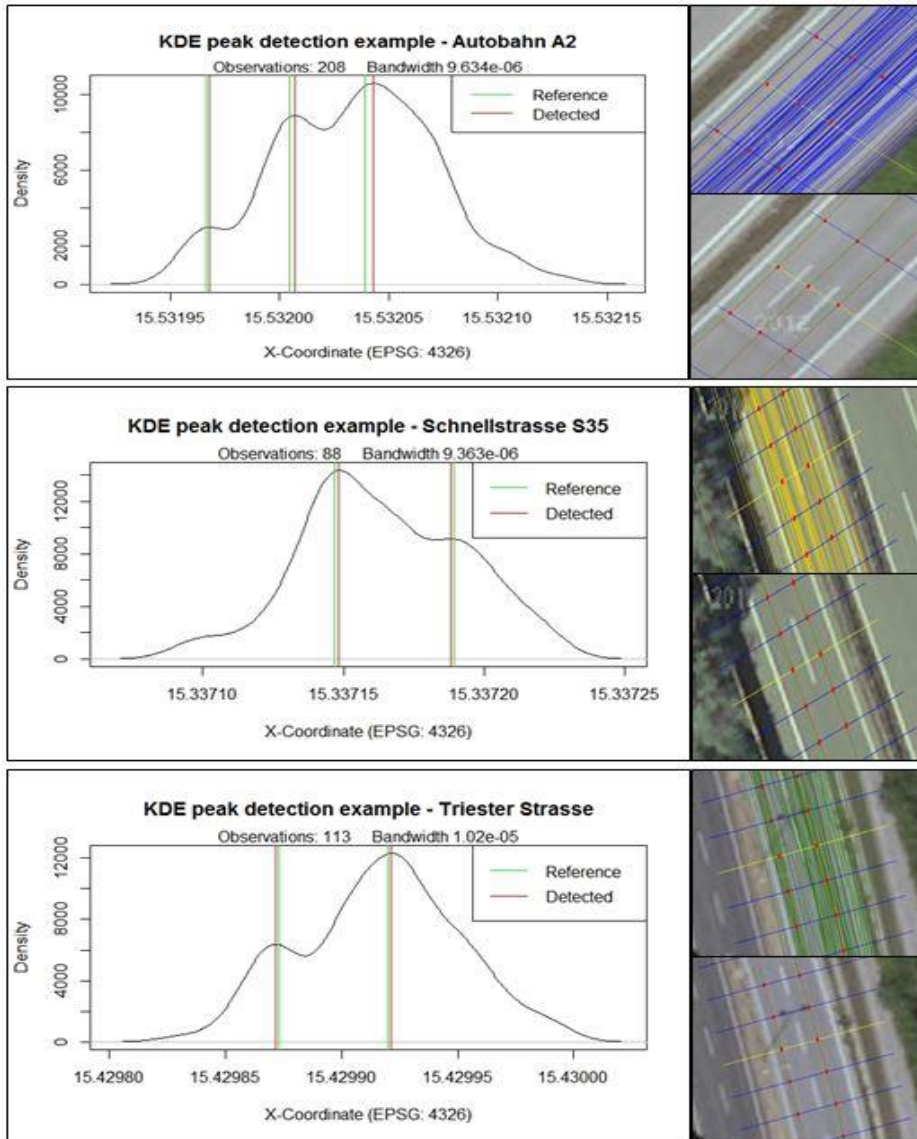 KDE peak detection example - Autobahn A2
Observations: 208 Bandwidth 9.634e-06
Reference
Detected
Density
10000
6000
2000
0
15.53195 15.53200 15.53205 15.53210 15.53215
X-Coordinate (EPSG: 4326)
2012
KDE peak detection example - Schnellstrasse S35
Observations: 88 Bandwidth 9.363e-06
Reference
Detected
Density
12000
8000
4000
0
15.33710 15.33715 15.33720 15.33725
X-Coordinate (EPSG: 4326)
KDE peak detection example - Triester Strasse
Observations: 113 Bandwidth 1.02e-05
Reference
Detected
Density
12000
8000
4000
0
15.42980 15.42985 15.42990 15.42995 15.43000
X-Coordinate (EPSG: 4326)